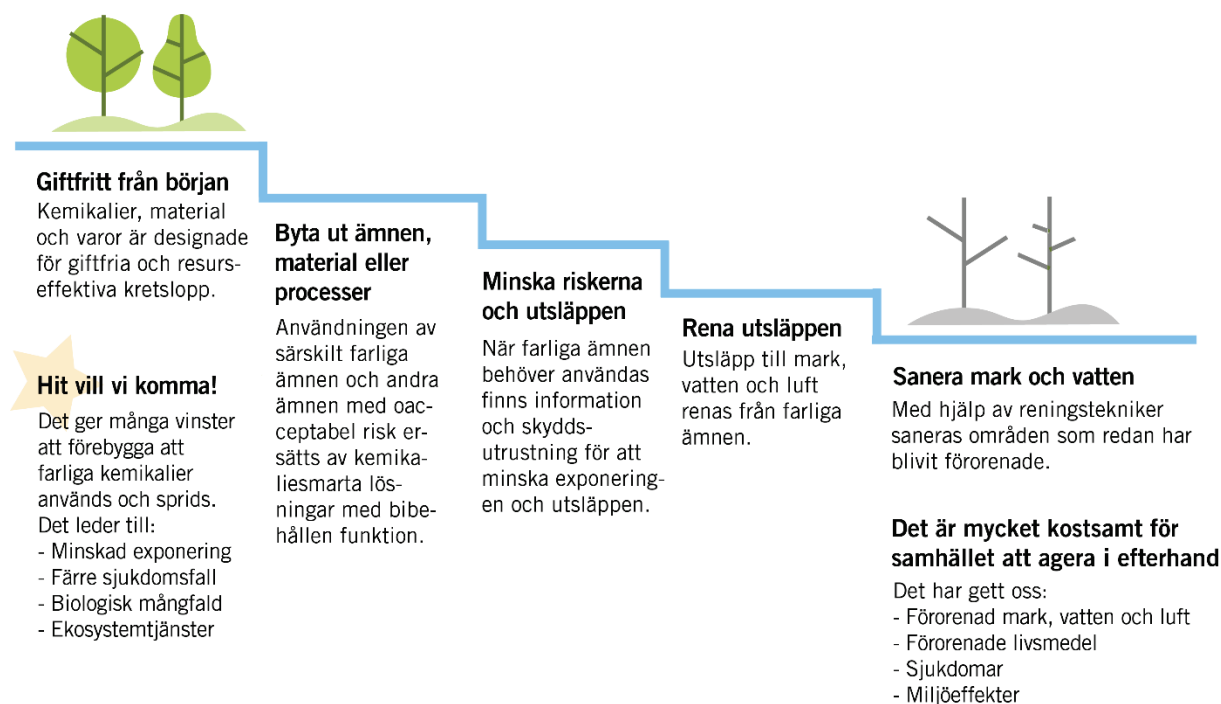 Giftfritt från början
Kemikalier, material
och varor är designade
för giftfria och resurs-
effektiva kretslopp.
Hit vill vi komma!
Det ger många vinster
att förebygga att
farliga kemikalier
används och sprids.
Det leder till:
- Minskad exponering
- Färre sjukdomsfall
- Biologisk mångfald
- Ekosystemtjänster
Byta ut ämnen,
material eller
processer
Användningen av
särskilt farliga
ämnen och andra
ämnen med oac-
ceptabel risk er-
sätts av kemika-
liesmarta lös-
ningar med bibe-
hållen funktion.
Minska riskerna
och utsläppen
När farliga ämnen
behöver användas
finns information
och skydds-
utrustning för att
minska exponering-
en och utsläppen.
Rena utsläppen
Utsläpp till mark,
vatten och luft
renas från farliga
ämnen.
Sanera mark och vatten
Med hjälp av reningstekniker
saneras områden som redan har
blivit förorenade.
Det är mycket kostsamt för
samhället att agera i efterhand
Det har gett oss:
- Förorenad mark, vatten och luft
- Förorenade livsmedel
- Sjukdomar
- Miljöeffekter